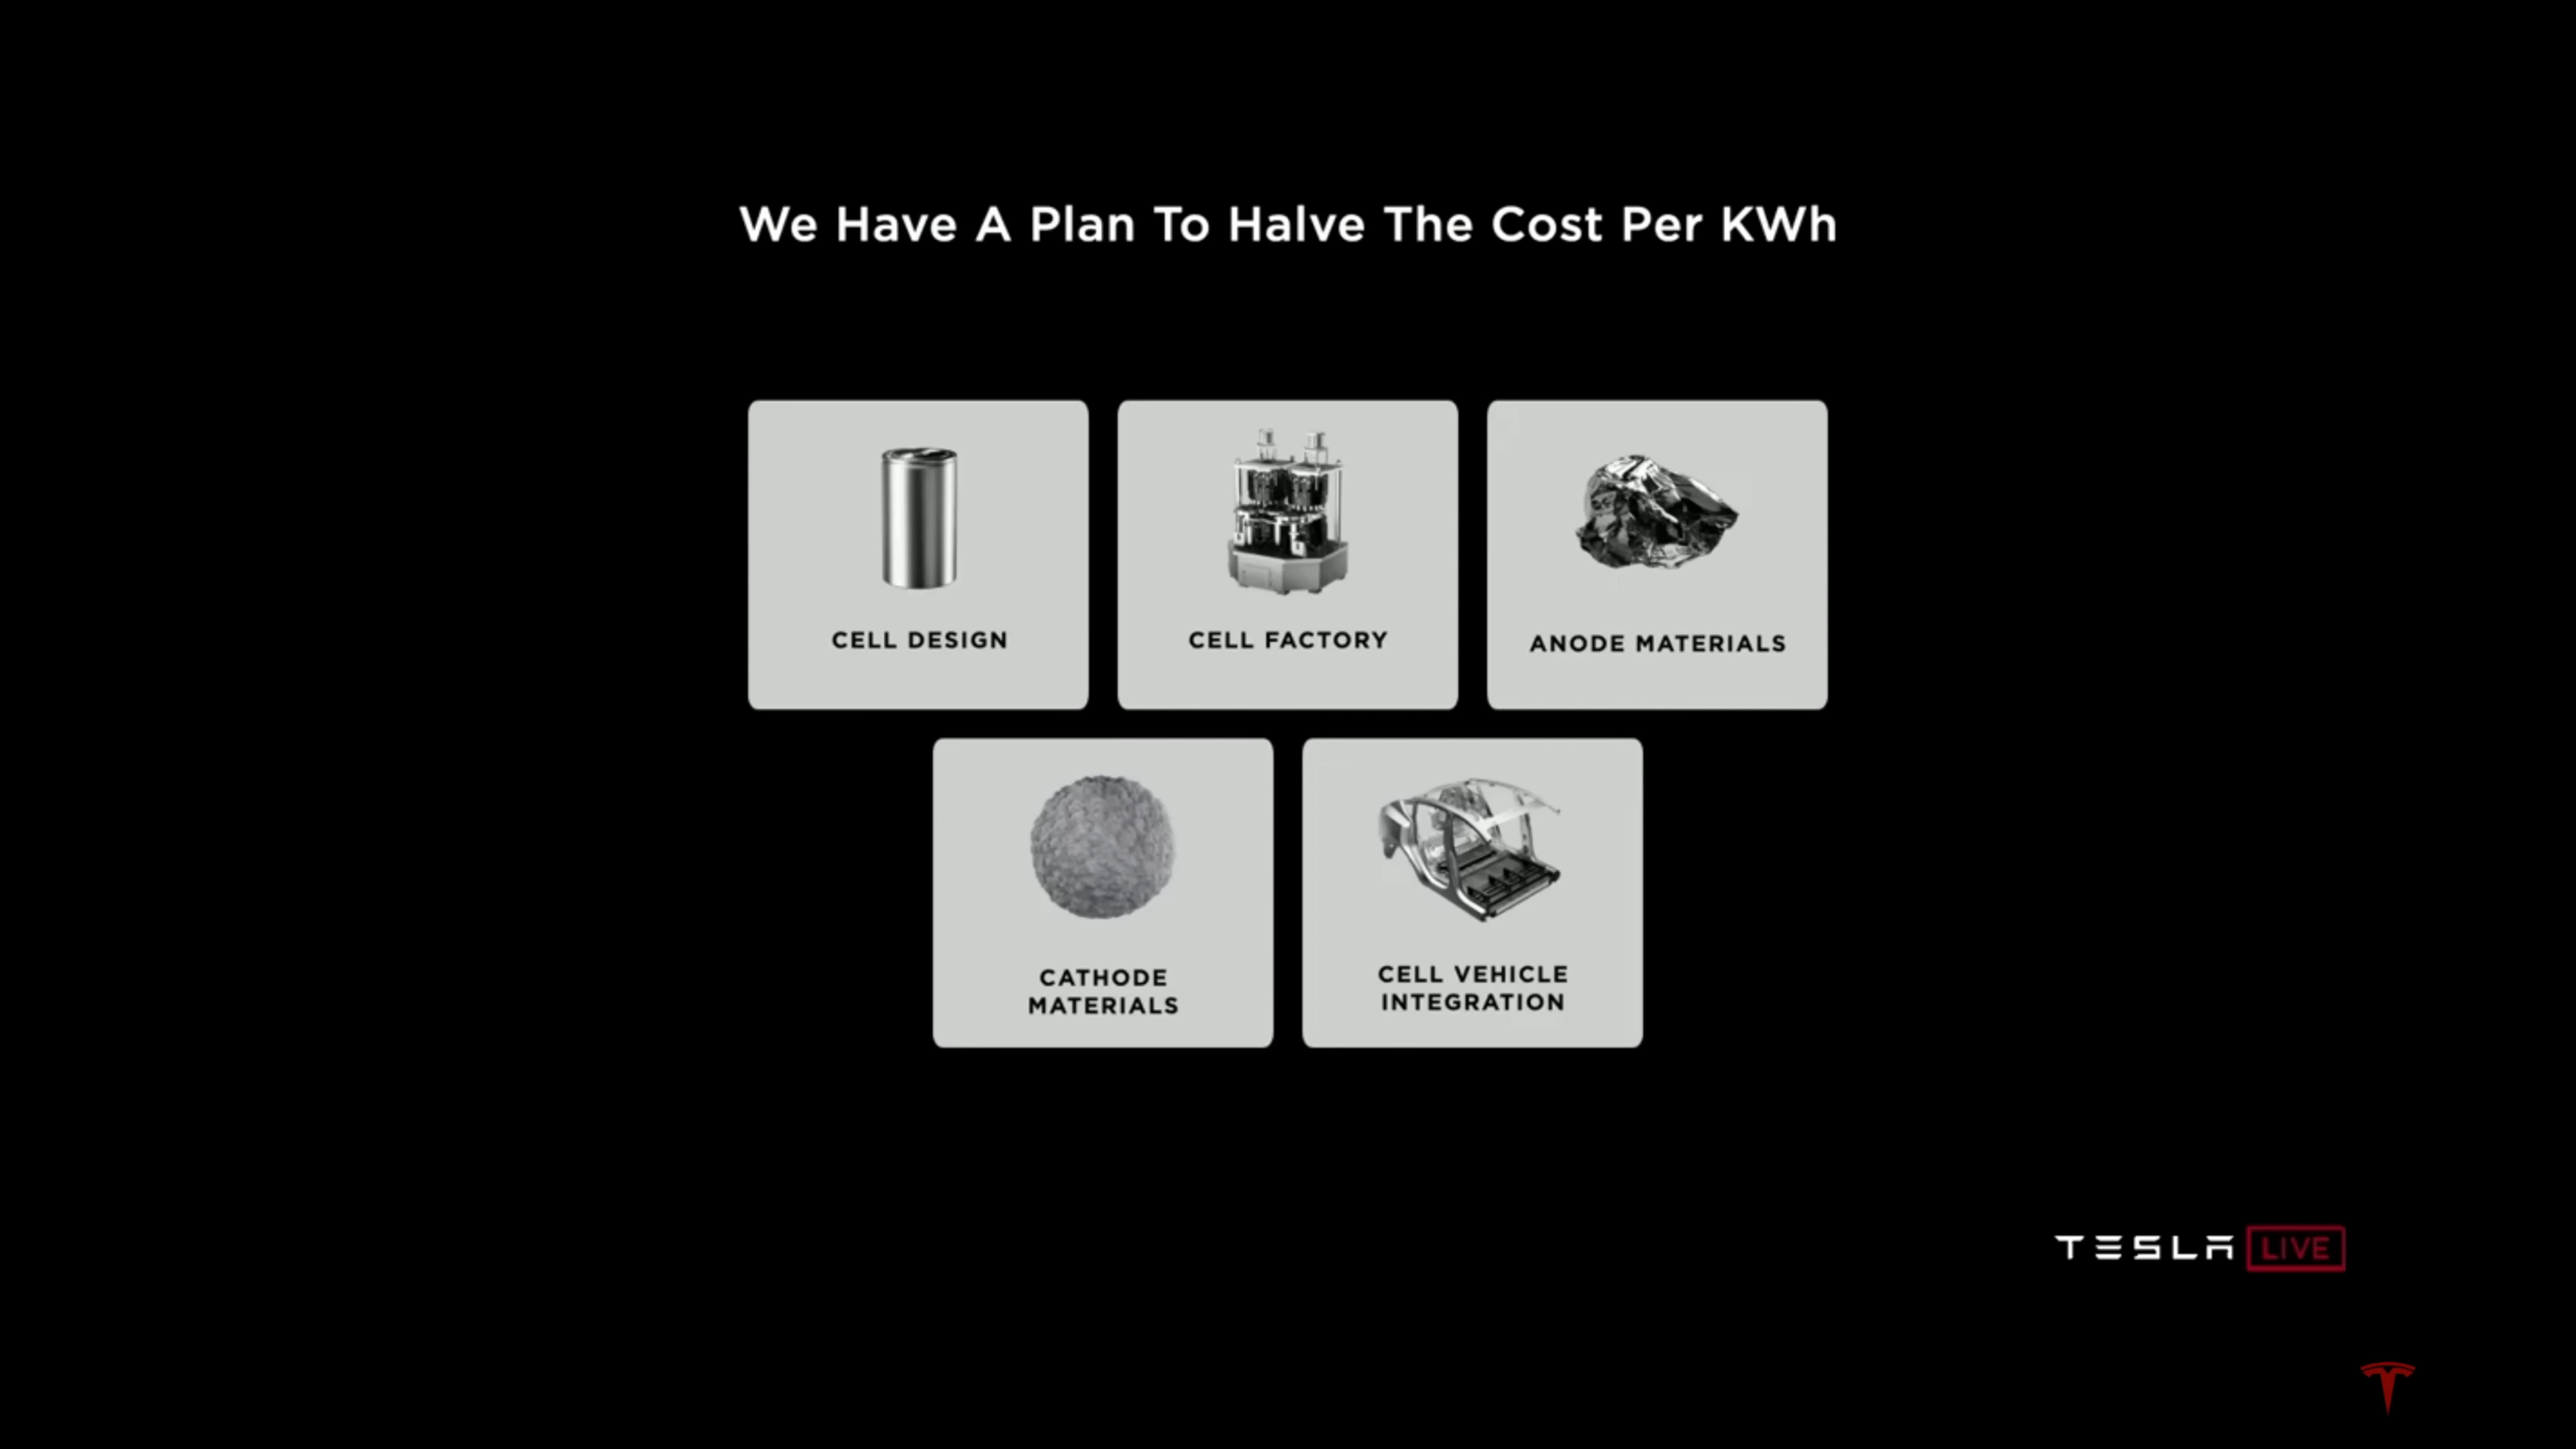 We Have A Plan To Halve The Cost Per KWh
CELL DESIGN
CELL FACTORY
ANODE MATERIALS
CATHODE
MATERIALS
CELL VEHICLE
INTEGRATION
TESLA LIVE